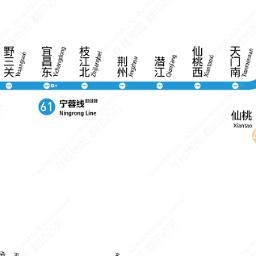 野三关
Yesanguan
宜昌东
Yichangdong
枝江北
Zhijiangbei
荆州
Jingzhou
潜江
Qianjiang
仙桃西
Xiantaoxi
天门南
Tianmennan
61 宁蓉线
Ningrong Line
仙桃
Xiantao